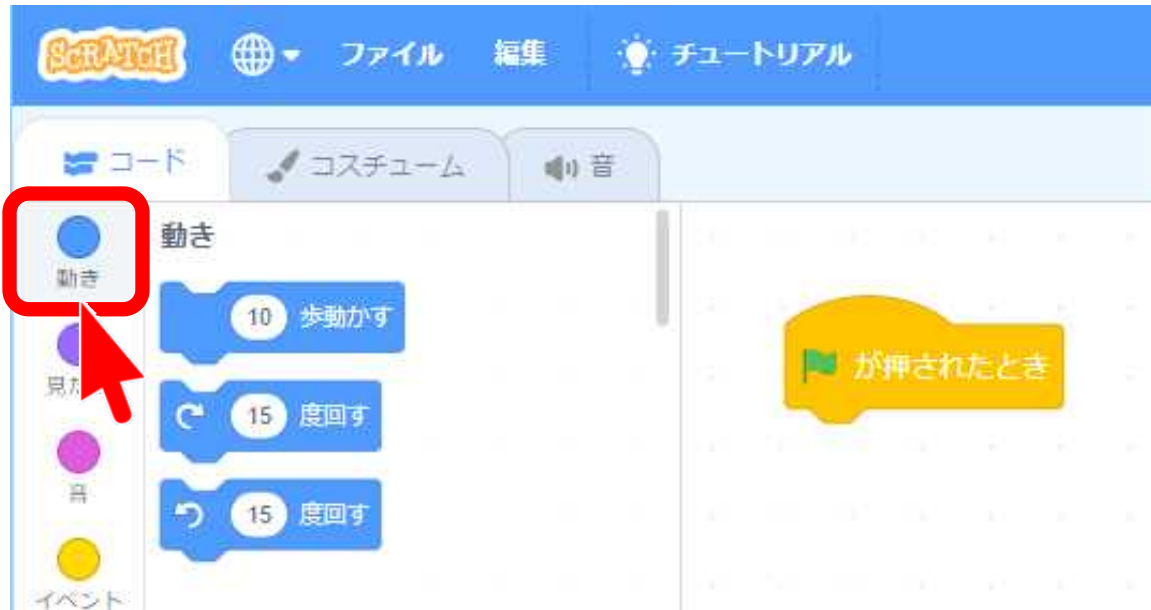 SCRATCH ファイル 編集 チュートリアル
コード コスチューム 音
動き
動き
10 歩動かす
が押されたとき
15 度回す
音
15 度回す
イベント